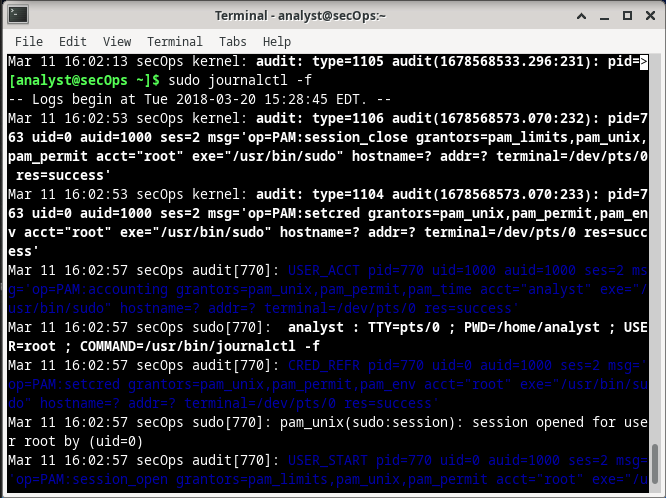 Terminal - analyst@secOps:~
File Edit View Terminal Tabs Help
Mar 11 16:02:13 secOps kernel: audit: type=1105 audit(1678568533.296:231): pid=>
[analyst@secOps ~]$ sudo journalctl -f
-- Logs begin at Tue 2018-03-20 15:28:45 EDT. --
Mar 11 16:02:53 secOps kernel: audit: type=1106 audit(1678568573.070:232): pid=7
63 uid=0 auid=1000 ses=2 msg='op=PAM:session_close grantors=pam_limits,pam_unix,
pam_permit acct="root" exe="/usr/bin/sudo" hostname=? addr=? terminal=/dev/pts/0
res=success'
Mar 11 16:02:53 secOps kernel: audit: type=1104 audit(1678568573.070:233): pid=7
63 uid=0 auid=1000 ses=2 msg='op=PAM:setcred grantors=pam_unix,pam_permit,pam_en
v acct="root" exe="/usr/bin/sudo" hostname=? addr=? terminal=/dev/pts/0 res=succ
ess'
Mar 11 16:02:57 secOps audit[770]: USER_ACCT pid=770 uid=1000 auid=1000 ses=2 ms
g='op=PAM:accounting grantors=pam_unix,pam_permit,pam_time acct="analyst" exe="/
usr/bin/sudo" hostname=? addr=? terminal=/dev/pts/0 res=success'
Mar 11 16:02:57 secOps sudo[770]:  analyst : TTY=pts/0 ; PWD=/home/analyst ; USE
R=root ; COMMAND=/usr/bin/journalctl -f
Mar 11 16:02:57 secOps audit[770]: CRED_REFR pid=770 uid=0 auid=1000 ses=2 msg='
op=PAM:setcred grantors=pam_unix,pam_permit,pam_env acct="root" exe="/usr/bin/su
do" hostname=? addr=? terminal=/dev/pts/0 res=success'
Mar 11 16:02:57 secOps sudo[770]: pam_unix(sudo:session): session opened for use
r root by (uid=0)
Mar 11 16:02:57 secOps audit[770]: USER_START pid=770 uid=0 auid=1000 ses=2 msg=
'op=PAM:session_open grantors=pam_limits,pam_unix,pam_permit acct="root" exe="/u